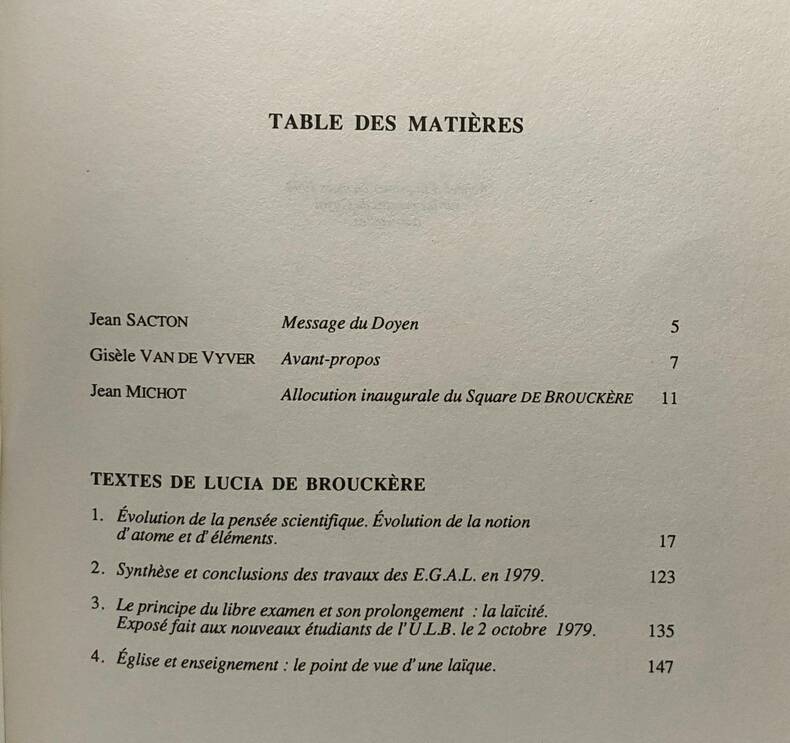 TABLE DES MATIÈRES
Jean SACTON Message du Doyen 5
Gisèle VAN DE VYVER Avant-propos 7
Jean MICHOT Allocution inaugurale du Square DE BROUCKÈRE 11
TEXTES DE LUCIA DE BROUCKÈRE
1. Évolution de la pensée scientifique. Évolution de la notion
d'atome et d'éléments. 17
2. Synthèse et conclusions des travaux des E.G.A.L. en 1979. 123
3. Le principe du libre examen et son prolongement : la laïcité.
Exposé fait aux nouveaux étudiants de l'U.L.B. le 2 octobre 1979. 135
4. Église et enseignement : le point de vue d'une laïque. 147